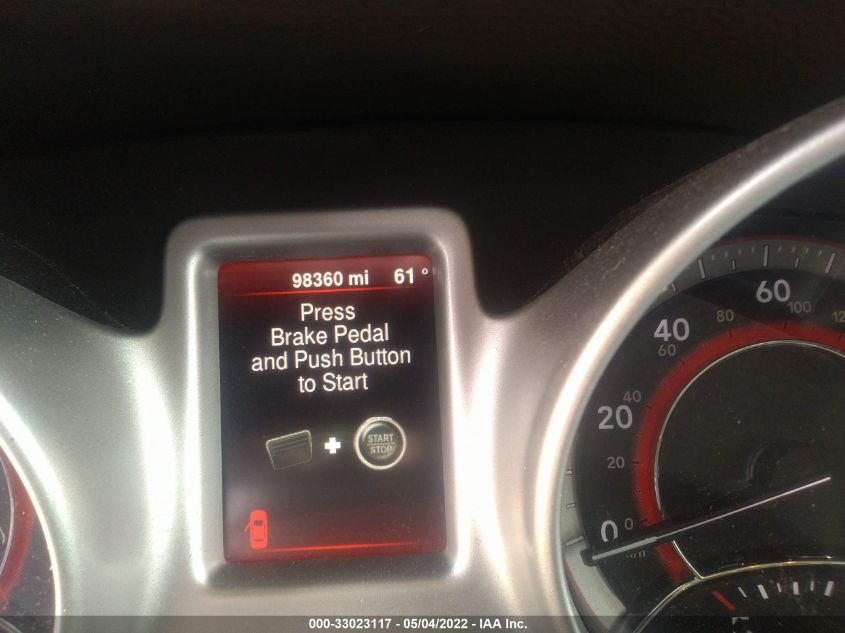 98360 mi 61°
Press
Brake Pedal
and Push Button
to Start
START
STOP
60
100
40
80
60
40
20
20
0
0
000-33023117 - 05/04/2022 - IAA Inc.